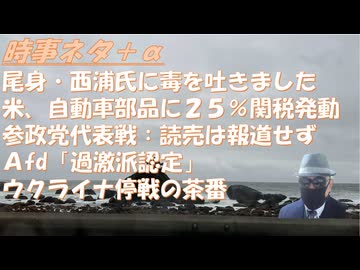 時事ネタ＋α
尾身・西浦氏に毒を吐きました
米、自動車部品に２５％関税発動
参政党代表戦：読売は報道せず
Ａｆｄ「過激派認定」
ウクライナ停戦の茶番